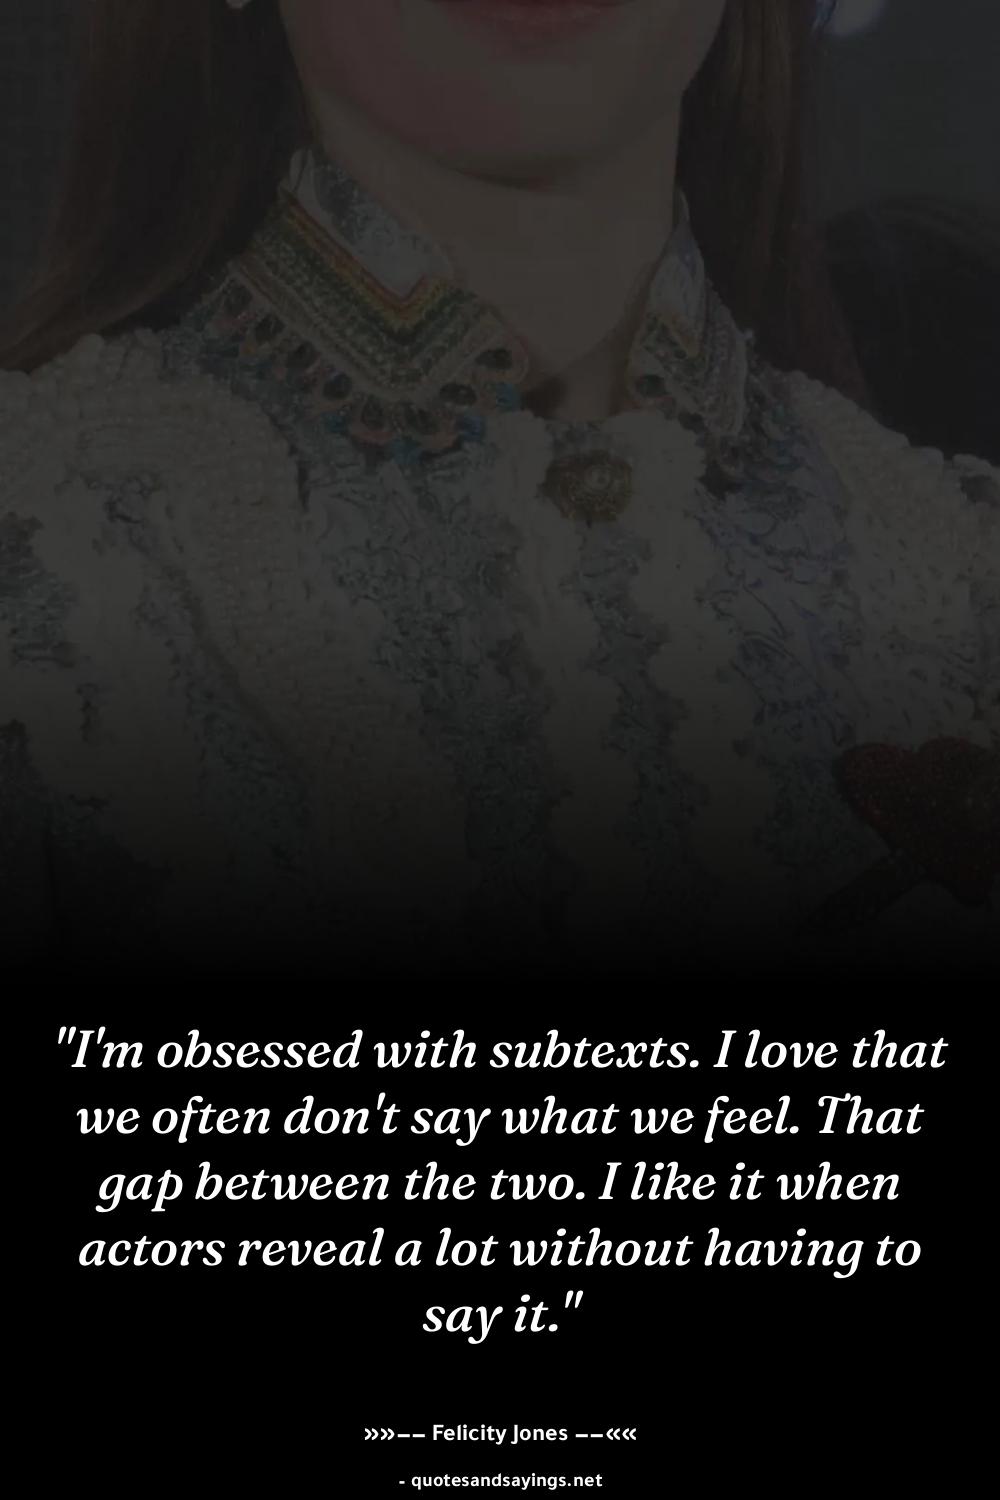 "I'm obsessed with subtexts. I love that
we often don't say what we feel. That
gap between the two. I like it when
actors reveal a lot without having to
say it."
»»–– Felicity Jones ––««
- quotesandsayings.net